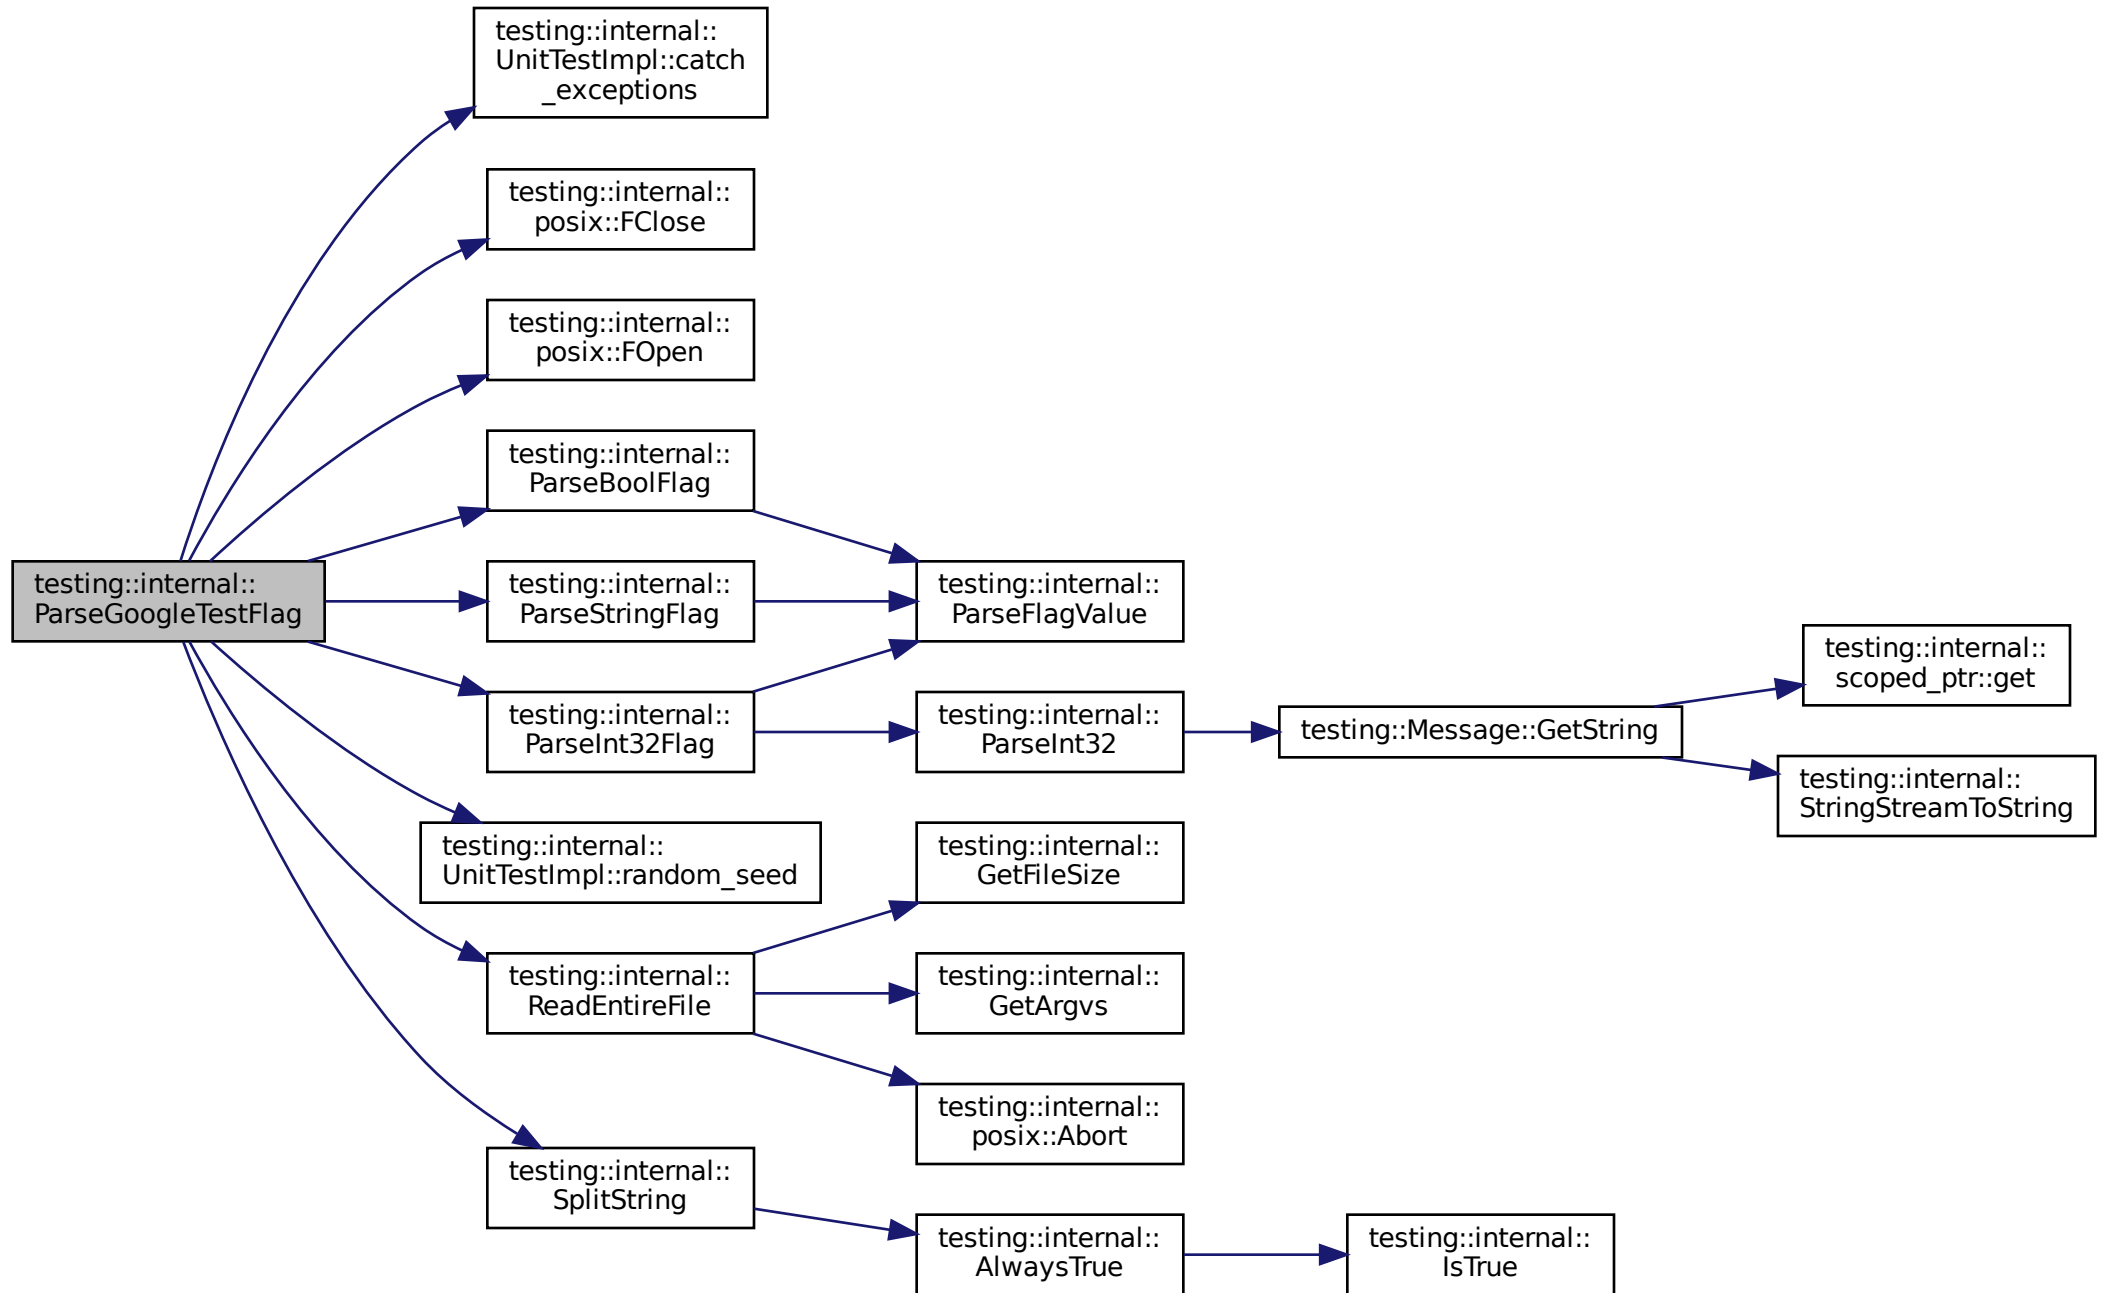 testing::internal::
UnitTestImpl::catch
_exceptions
testing::internal::
posix::FClose
testing::internal::
posix::FOpen
testing::internal::
ParseBoolFlag
testing::internal::
ParseGoogleTestFlag
testing::internal::
ParseStringFlag
testing::internal::
ParseFlagValue
testing::internal::
scoped_ptr::get
testing::internal::
ParseInt32Flag
testing::internal::
ParseInt32
testing::Message::GetString
testing::internal::
StringStreamToString
testing::internal::
UnitTestImpl::random_seed
testing::internal::
GetFileSize
testing::internal::
ReadEntireFile
testing::internal::
GetArgvs
testing::internal::
posix::Abort
testing::internal::
SplitString
testing::internal::
AlwaysTrue
testing::internal::
IsTrue